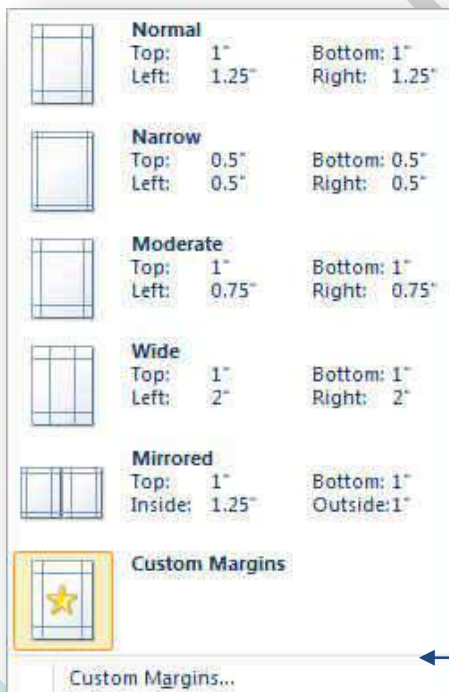 Normal
Top: 1" Bottom: 1"
Left: 1.25" Right: 1.25"
Narrow
Top: 0.5" Bottom: 0.5"
Left: 0.5" Right: 0.5"
Moderate
Top: 1" Bottom: 1"
Left: 0.75" Right: 0.75"
Wide
Top: 1" Bottom: 1"
Left: 2" Right: 2"
Mirrored
Top: 1" Bottom: 1"
Inside: 1.25" Outside:1"
Custom Margins
Custom Margins...